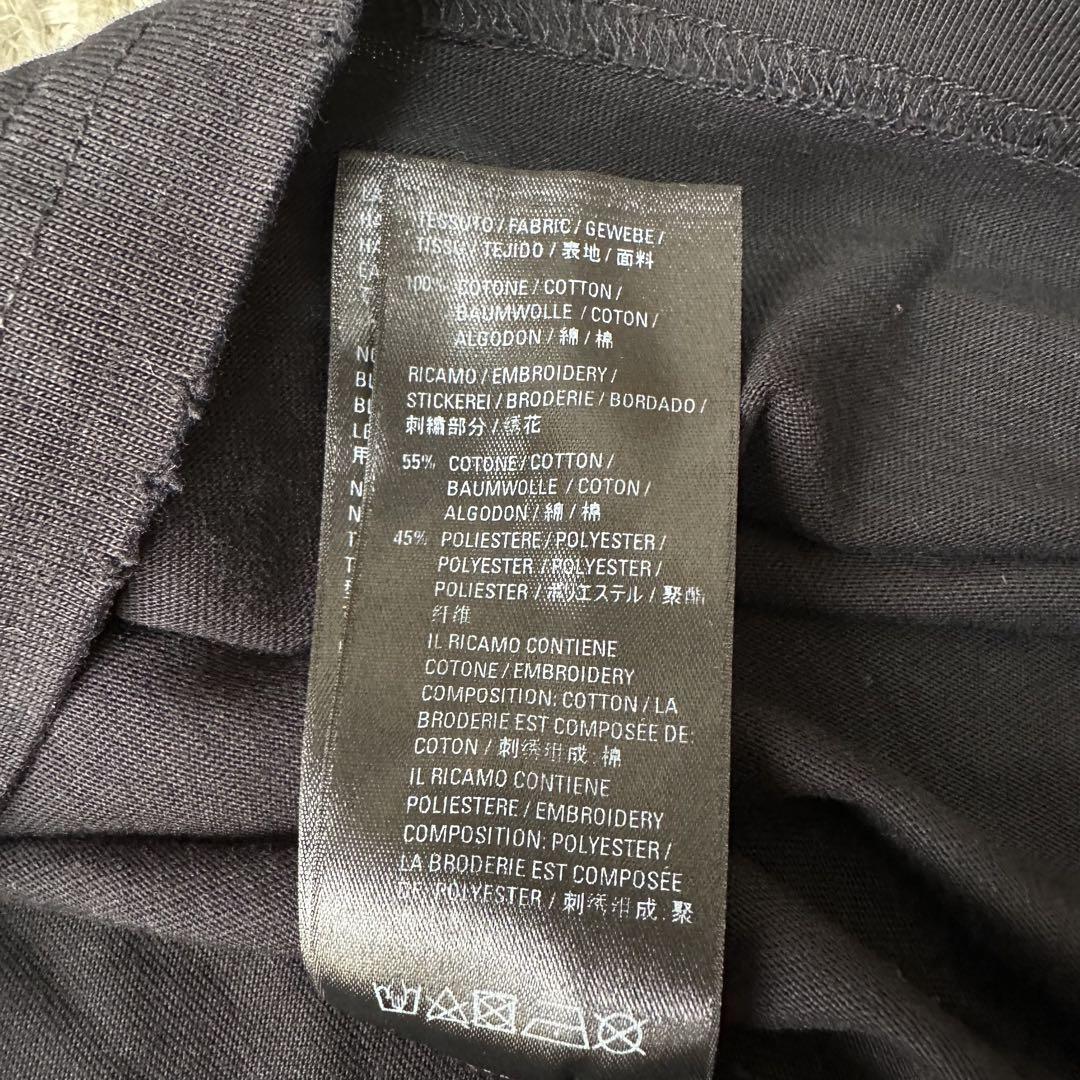 TESSUTO / FABRIC / GEWEBE /
TISSU / TEJIDO / 表地 / 面料
100% COTONE / COTTON /
BAUMWOLLE / COTON /
ALGODON / 綿 / 棉
RICAMO / EMBROIDERY /
STICKEREI / BRODERIE / BORDADO /
刺繍部分 / 绣花
55% COTONE / COTTON /
BAUMWOLLE / COTON /
ALGODON / 綿 / 棉
45% POLIESTERE / POLYESTER /
POLYESTER / POLYESTER /
POLIESTER / ポリエステル / 聚酯
纤维
IL RICAMO CONTIENE
COTONE / EMBROIDERY
COMPOSITION: COTTON / LA
BRODERIE EST COMPOSÉE DE:
COTON / 刺绣组成: 棉
IL RICAMO CONTIENE
POLIESTERE / EMBROIDERY
COMPOSITION: POLYESTER /
LA BRODERIE EST COMPOSÉE
DE: POLYESTER / 刺绣组成: 聚